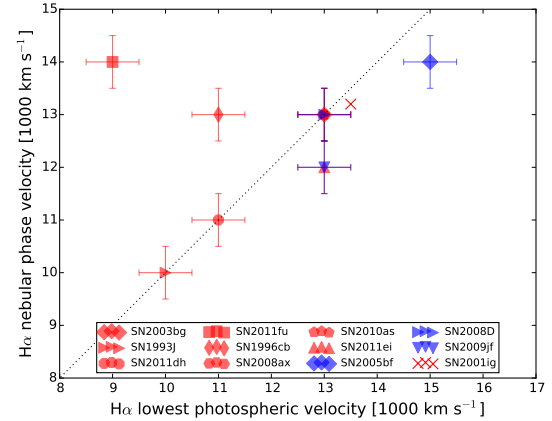 15
14
13
12
11
10
9
8
Hα nebular phase velocity [1000 km s⁻¹]
SN2003bg SN2011fu SN2010as SN2008D
SN1993J SN1996cb SN2011ei SN2009jf
SN2011dh SN2008ax SN2005bf SN2001ig
8 9 10 11 12 13 14 15 16 17
Hα lowest photospheric velocity [1000 km s⁻¹]